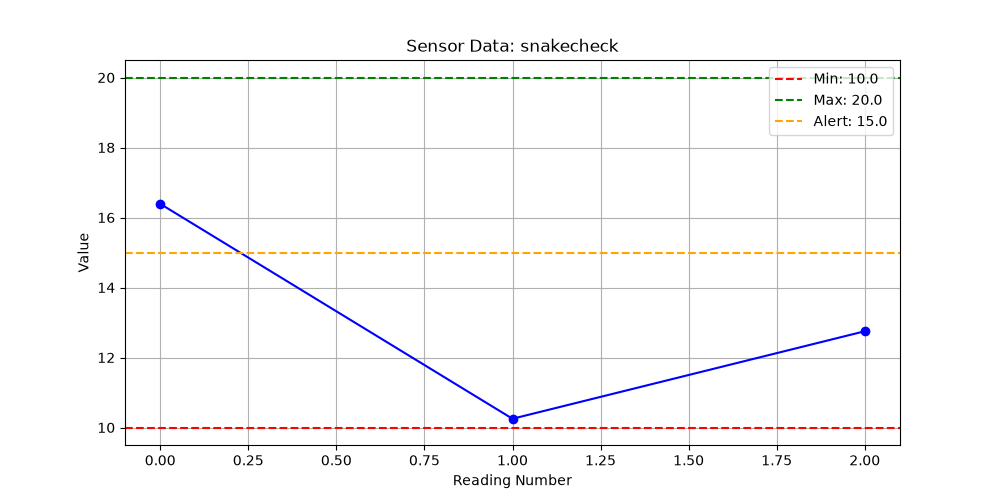 Sensor Data: snakecheck
Min: 10.0
Max: 20.0
Alert: 15.0
Value
20
18
16
14
12
10
0.00 0.25 0.50 0.75 1.00 1.25 1.50 1.75 2.00
Reading Number